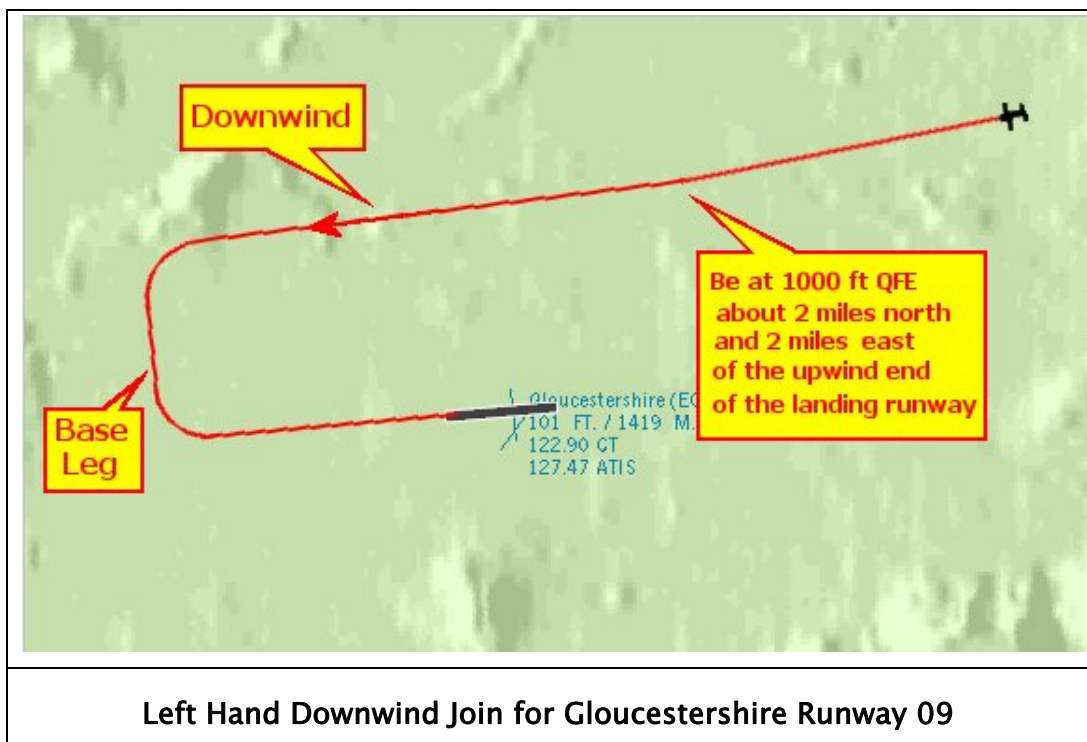 Downwind
Be at 1000 ft QFE
about 2 miles north
and 2 miles east
of the upwind end
of the landing runway
Gloucestershire (EG
101 FT. / 1419 M.
122.90 CT
127.47 ATIS
Base
Leg
Left Hand Downwind Join for Gloucestershire Runway 09